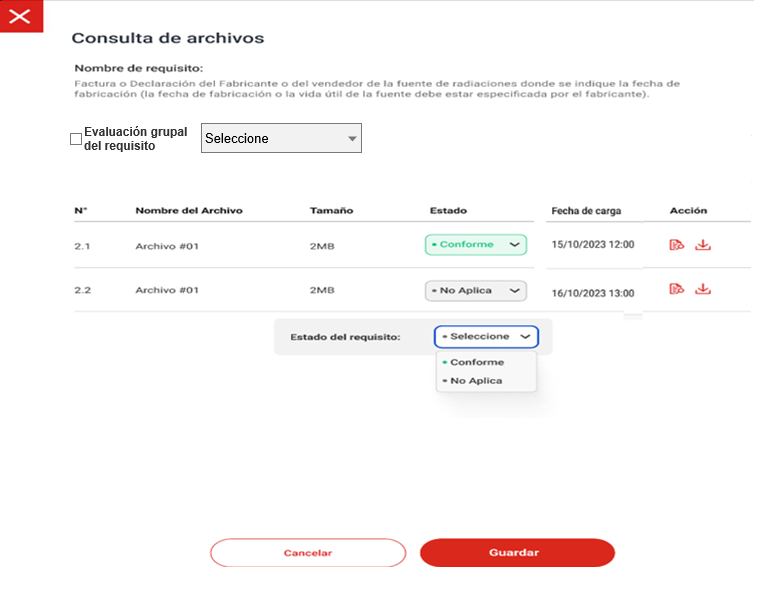 Consulta de archivos
Nombre de requisito:
Factura o Declaración del Fabricante o del vendedor de la fuente de radiaciones donde se indique la fecha de
fabricación (la fecha de fabricación o la vida útil de la fuente debe estar especificada por el fabricante).
Evaluación grupal
del requisito
Seleccione
N° Nombre del Archivo Tamaño Estado Fecha de carga Acción
2.1 Archivo #01 2MB • Conforme 15/10/2023 12:00
2.2 Archivo #01 2MB • No Aplica 16/10/2023 13:00
Estado del requisito: • Seleccione
• Conforme
• No Aplica
Cancelar Guardar